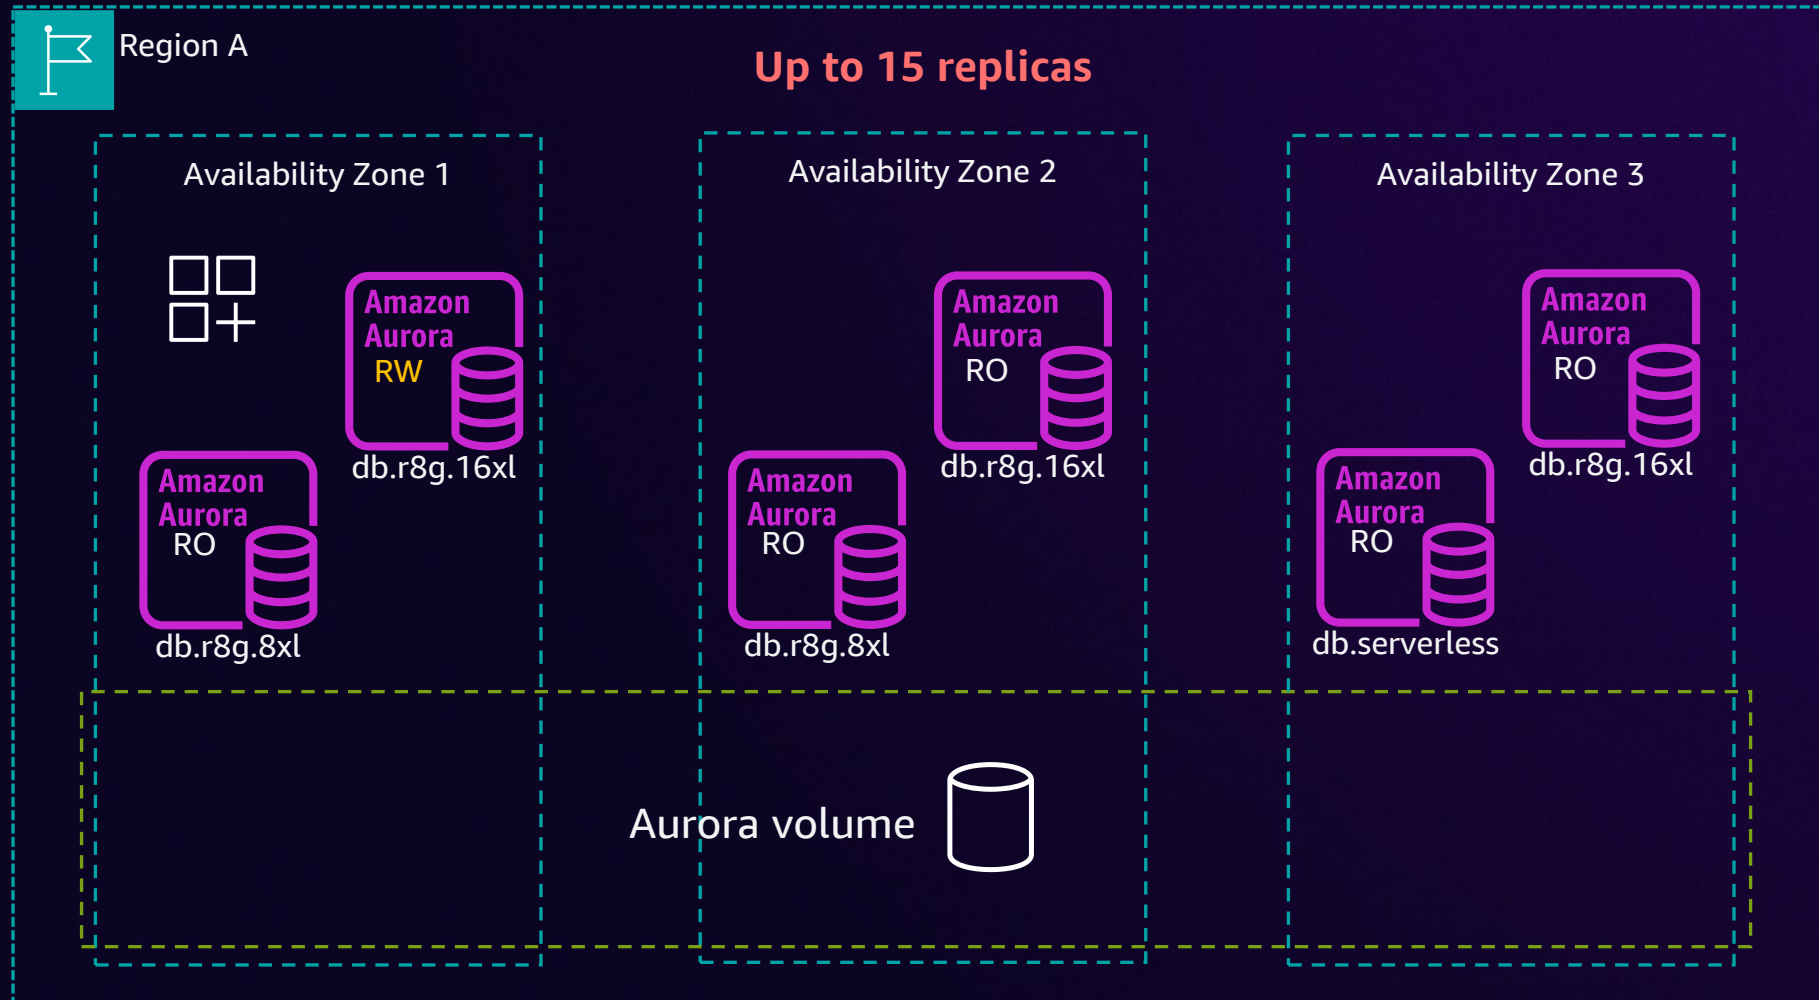 Region A
Up to 15 replicas
Availability Zone 1
Amazon
Aurora
RW
db.r8g.16xl
Amazon
Aurora
RO
db.r8g.8xl
Availability Zone 2
Amazon
Aurora
RO
db.r8g.16xl
Amazon
Aurora
RO
db.r8g.8xl
Availability Zone 3
Amazon
Aurora
RO
db.r8g.16xl
Amazon
Aurora
RO
db.serverless
Aurora volume